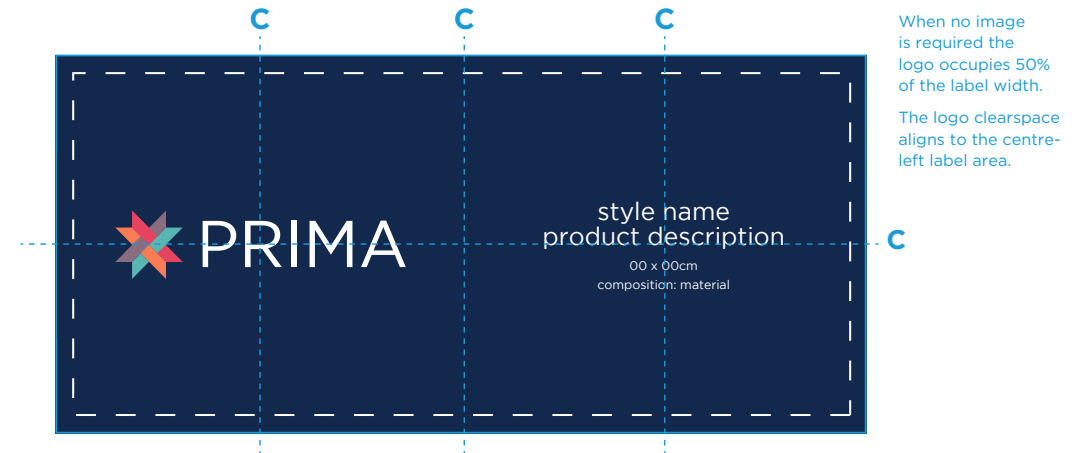 C C C
When no image
is required the
logo occupies 50%
of the label width.
The logo clearspace
aligns to the centre-
left label area.
PRIMA
style name
product description
00 x 00cm
composition: material
C